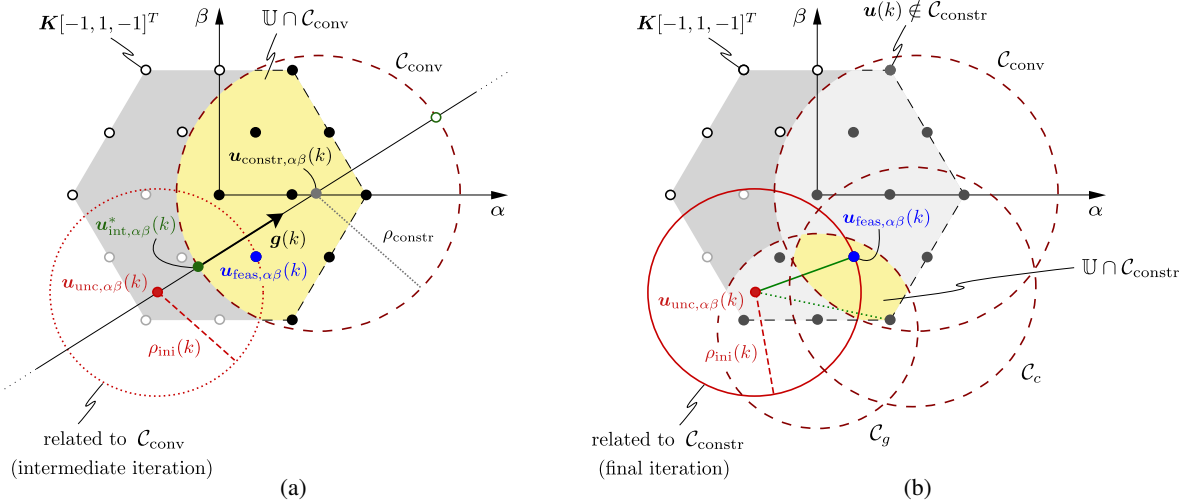 K[−1, 1, −1]^T
β
𝕌 ∩ C_conv
C_conv
u_constr,αβ(k)
α
u*_int,αβ(k)
g(k)
ρ_constr
u_feas,αβ(k)
u_unc,αβ(k)
ρ_ini(k)
related to C_conv
(intermediate iteration)
(a)
K[−1, 1, −1]^T
β
u(k) ∉ C_constr
C_conv
α
u_feas,αβ(k)
𝕌 ∩ C_constr
u_unc,αβ(k)
ρ_ini(k)
C_c
C_g
related to C_constr
(final iteration)
(b)